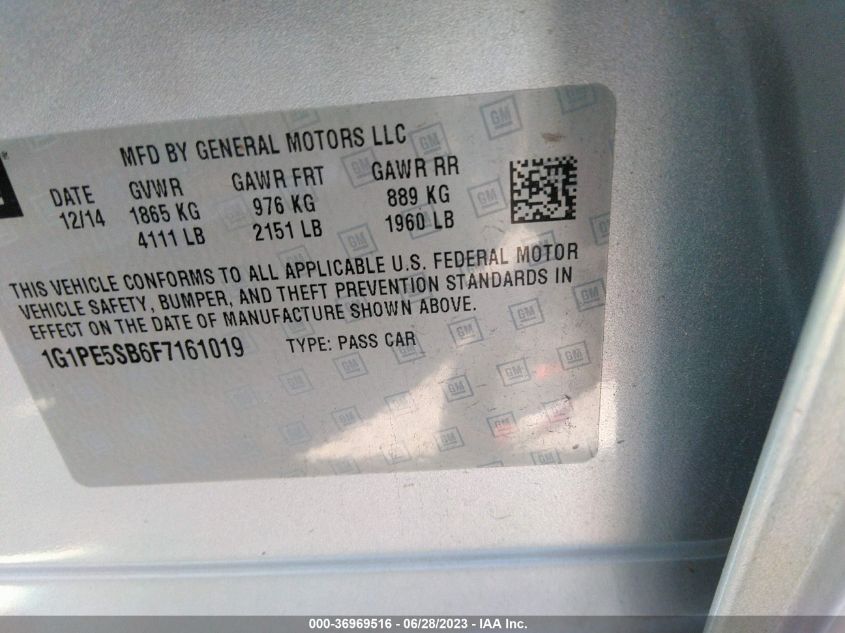 MFD BY GENERAL MOTORS LLC
DATE GVWR GAWR FRT GAWR RR
12/14 1865 KG 976 KG 889 KG
4111 LB 2151 LB 1960 LB
THIS VEHICLE CONFORMS TO ALL APPLICABLE U.S. FEDERAL MOTOR
VEHICLE SAFETY, BUMPER, AND THEFT PREVENTION STANDARDS IN
EFFECT ON THE DATE OF MANUFACTURE SHOWN ABOVE.
1G1PE5SB6F7161019 TYPE: PASS CAR
000-36969516 - 06/28/2023 - IAA Inc.